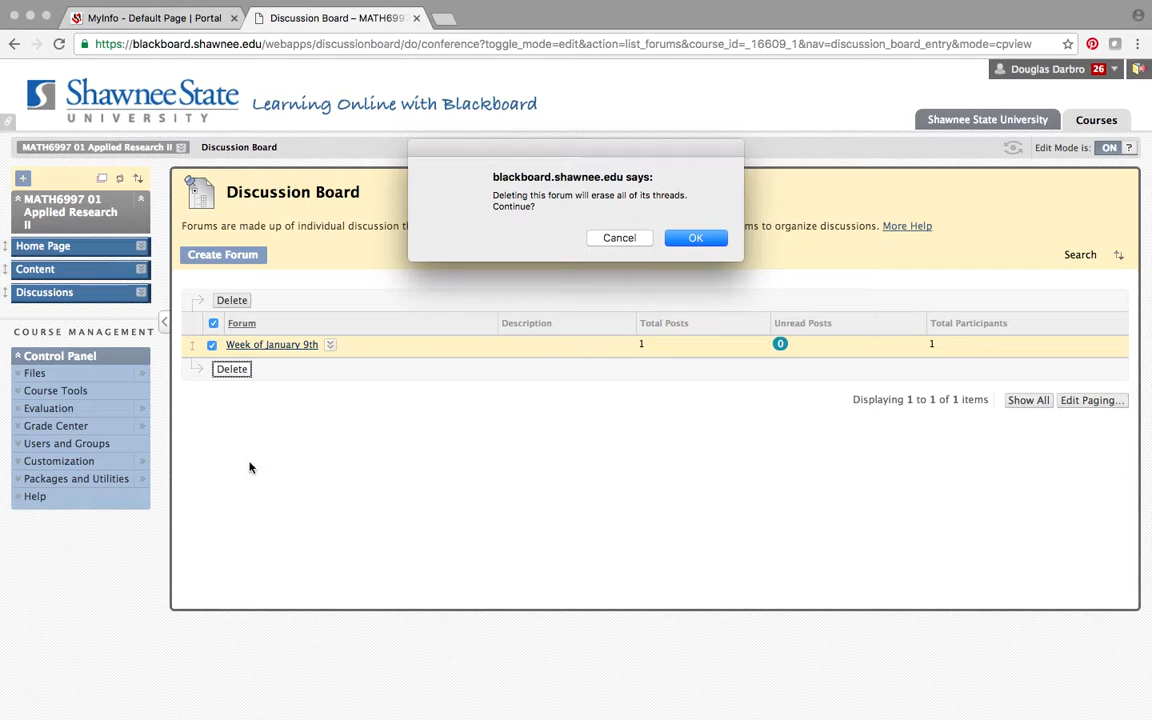 MyInfo - Default Page | Portal
Discussion Board – MATH6997
https://blackboard.shawnee.edu/webapps/discussionboard/do/conference?toggle_mode=edit&action=list_forums&course_id=_16609_1&nav=discussion_board_entry&mode=cpview
Douglas Darbro 26
Shawnee State
UNIVERSITY
Learning Online with Blackboard
Shawnee State University
Courses
MATH6997 01 Applied Research II
Discussion Board
Edit Mode is: ON ?
blackboard.shawnee.edu says:
Deleting this forum will erase all of its threads.
Continue?
Cancel
OK
MATH6997 01
Applied Research
II
Home Page
Content
Discussions
COURSE MANAGEMENT
Control Panel
Files
Course Tools
Evaluation
Grade Center
Users and Groups
Customization
Packages and Utilities
Help
Discussion Board
Forums are made up of individual discussion
ms to organize discussions. More Help
Create Forum
Search
Delete
Forum Description Total Posts Unread Posts Total Participants
Week of January 9th 1 0 1
Delete
Displaying 1 to 1 of 1 items Show All Edit Paging...